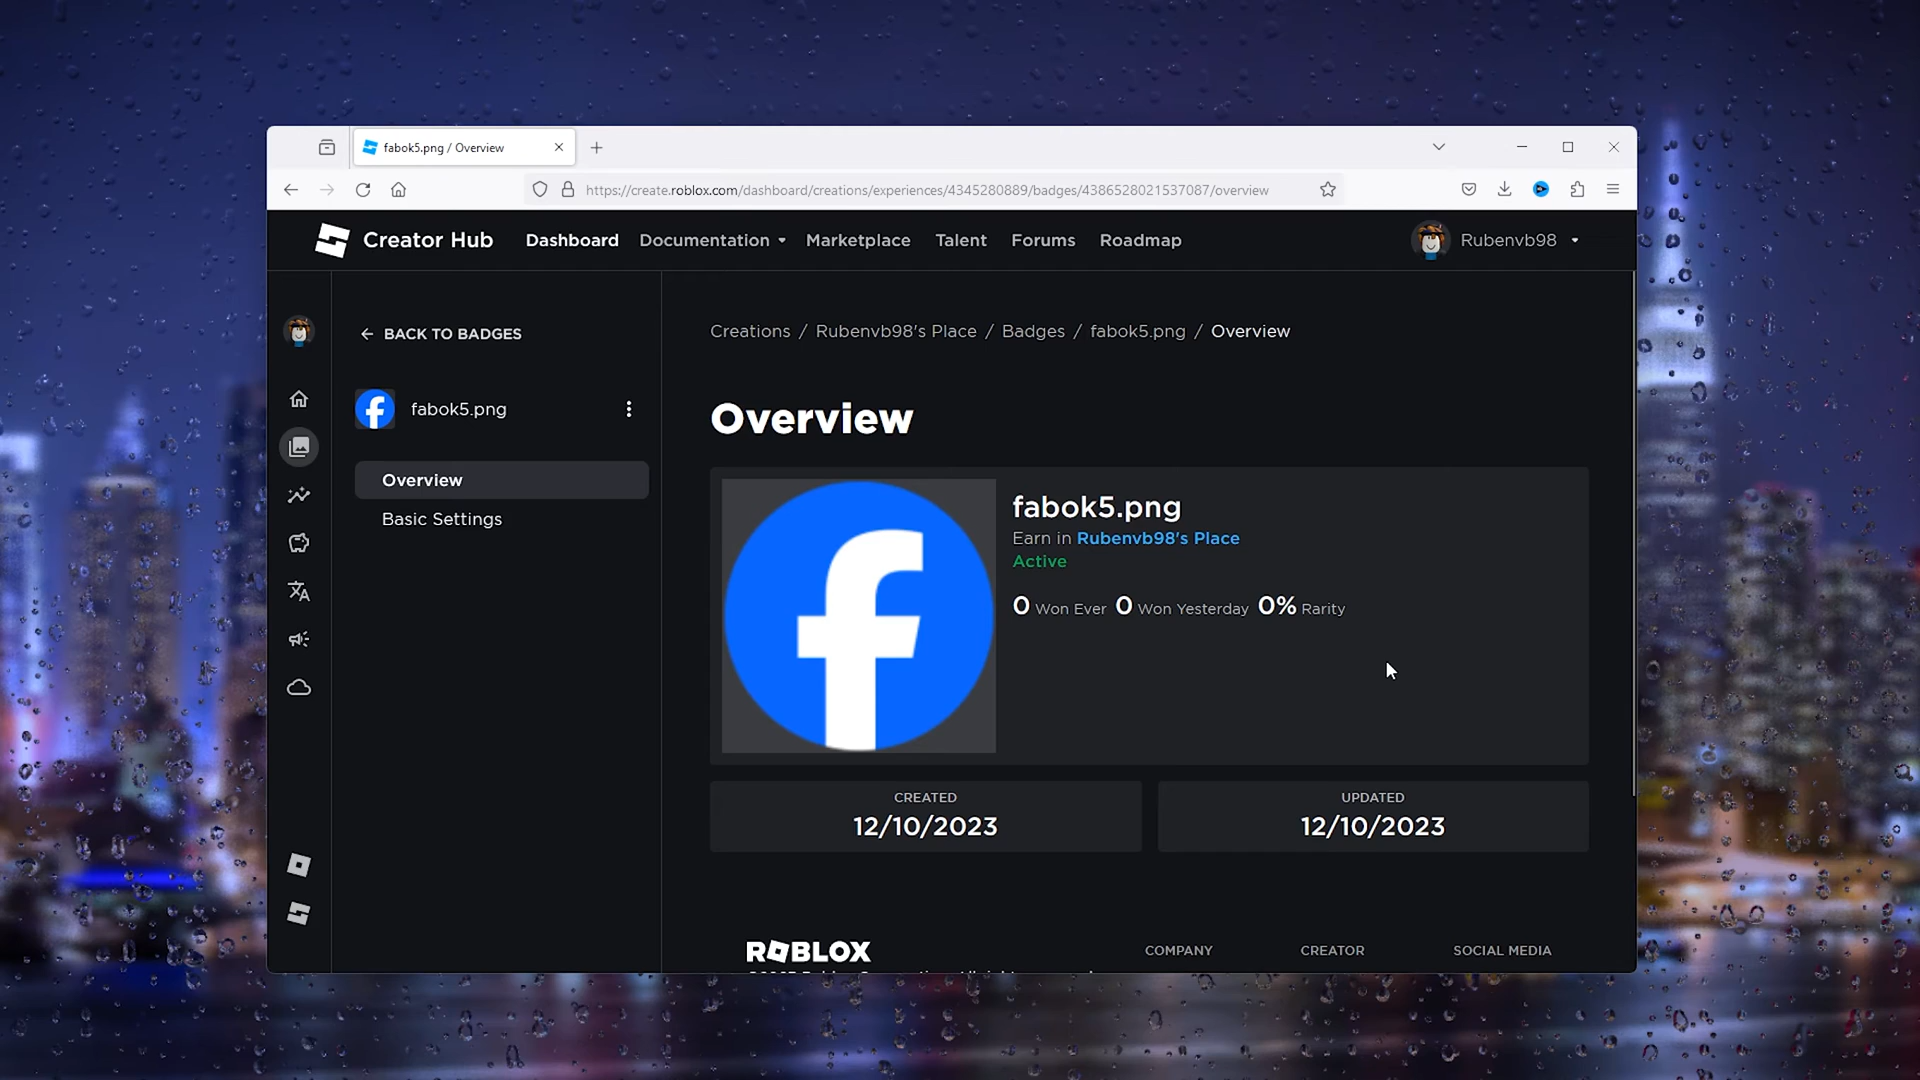 fabok5.png / Overview
https://create.roblox.com/dashboard/creations/experiences/4345280889/badges/4386528021537087/overview
Creator Hub
Dashboard
Documentation
Marketplace
Talent
Forums
Roadmap
Rubenvb98
BACK TO BADGES
fabok5.png
Overview
Basic Settings
Creations / Rubenvb98's Place / Badges / fabok5.png / Overview
Overview
fabok5.png
Earn in Rubenvb98's Place
Active
0 Won Ever 0 Won Yesterday 0% Rarity
CREATED
12/10/2023
UPDATED
12/10/2023
ROBLOX
COMPANY
CREATOR
SOCIAL MEDIA